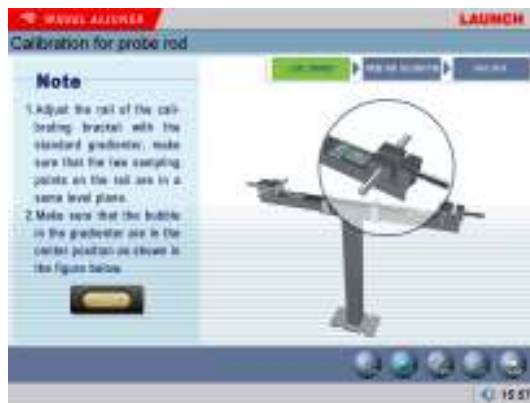 WHEEL ALIGNER
LAUNCH
Calibration for probe rod
Note
1.Adjust the rail of the cali-
brating bracket with the
standard gradienter, make
sure that the two sampling
points on the rail are in a
same level plane.
2.Make sure that the bubble
in the gradienter are in the
center position as shown in
the figure below.
15:57